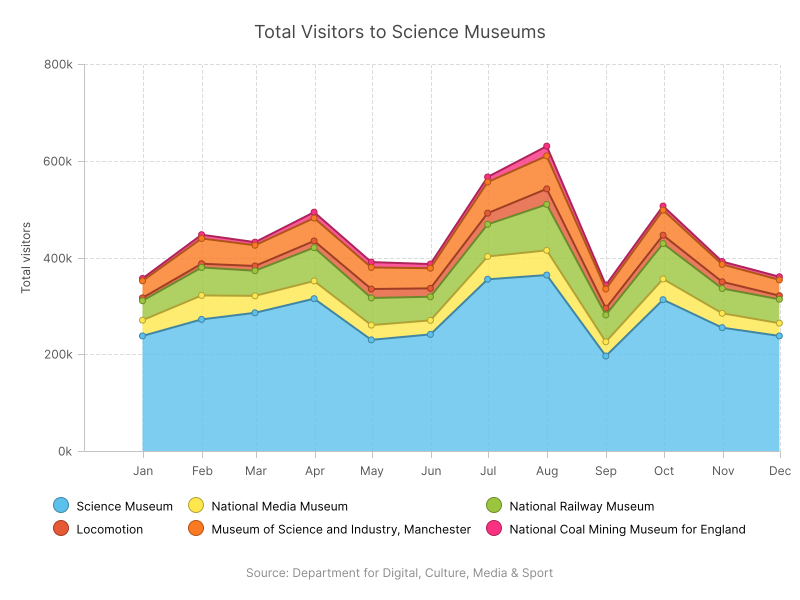 Total Visitors to Science Museums
800k
600k
400k
200k
0k
Total visitors
Jan Feb Mar Apr May Jun Jul Aug Sep Oct Nov Dec
Science Museum National Media Museum National Railway Museum
Locomotion Museum of Science and Industry, Manchester National Coal Mining Museum for England
Source: Department for Digital, Culture, Media & Sport